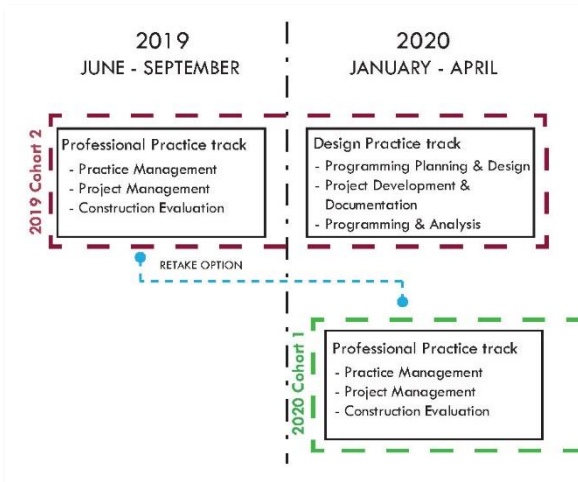 2019
JUNE - SEPTEMBER
2020
JANUARY - APRIL
2019 Cohort 2
Professional Practice track
- Practice Management
- Project Management
- Construction Evaluation
Design Practice track
- Programming Planning & Design
- Project Development &
Documentation
- Programming & Analysis
RETAKE OPTION
2020 Cohort 1
Professional Practice track
- Practice Management
- Project Management
- Construction Evaluation